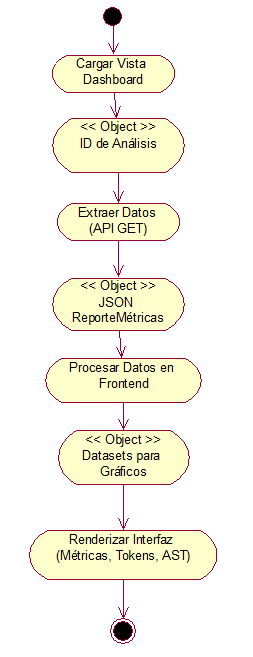 Cargar Vista
Dashboard
<< Object >>
ID de Análisis
Extraer Datos
(API GET)
<< Object >>
JSON
ReporteMétricas
Procesar Datos en
Frontend
<< Object >>
Datasets para
Gráficos
Renderizar Interfaz
(Métricas, Tokens, AST)